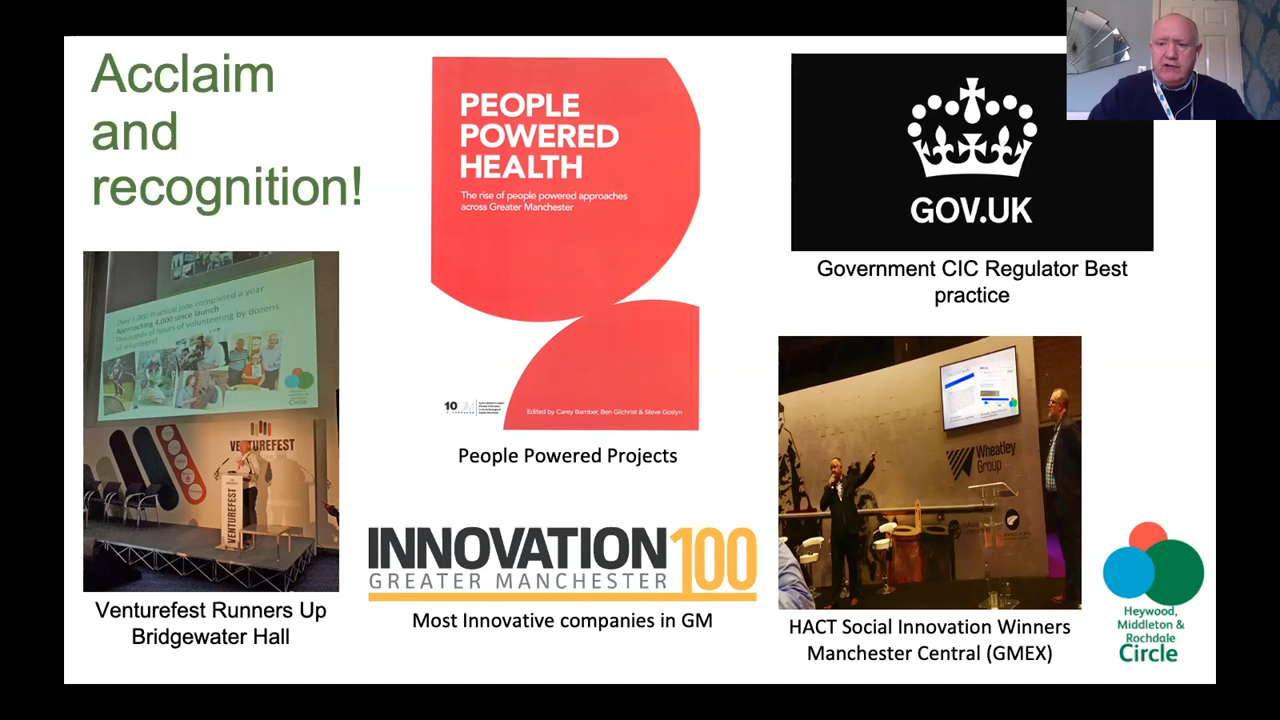 Acclaim
and
recognition!
PEOPLE
POWERED
HEALTH
The rise of people powered approaches
across Greater Manchester
10GM
Edited by Carey Bamber, Ben Gilchrist & Steve Goslyn
People Powered Projects
GOV.UK
Government CIC Regulator Best
practice
Over 1,000 Practical jobs completed a year
Approaching 4,000 since launch
Thousands of hours of volunteering by dozens
of volunteers!
Circle
VENTUREFEST
VENTUREFEST
Venturefest Runners Up
Bridgewater Hall
INNOVATION 100
GREATER MANCHESTER
Most Innovative companies in GM
Wheatley
Group
HACT Social Innovation Winners
Manchester Central (GMEX)
Heywood,
Middleton &
Rochdale
Circle